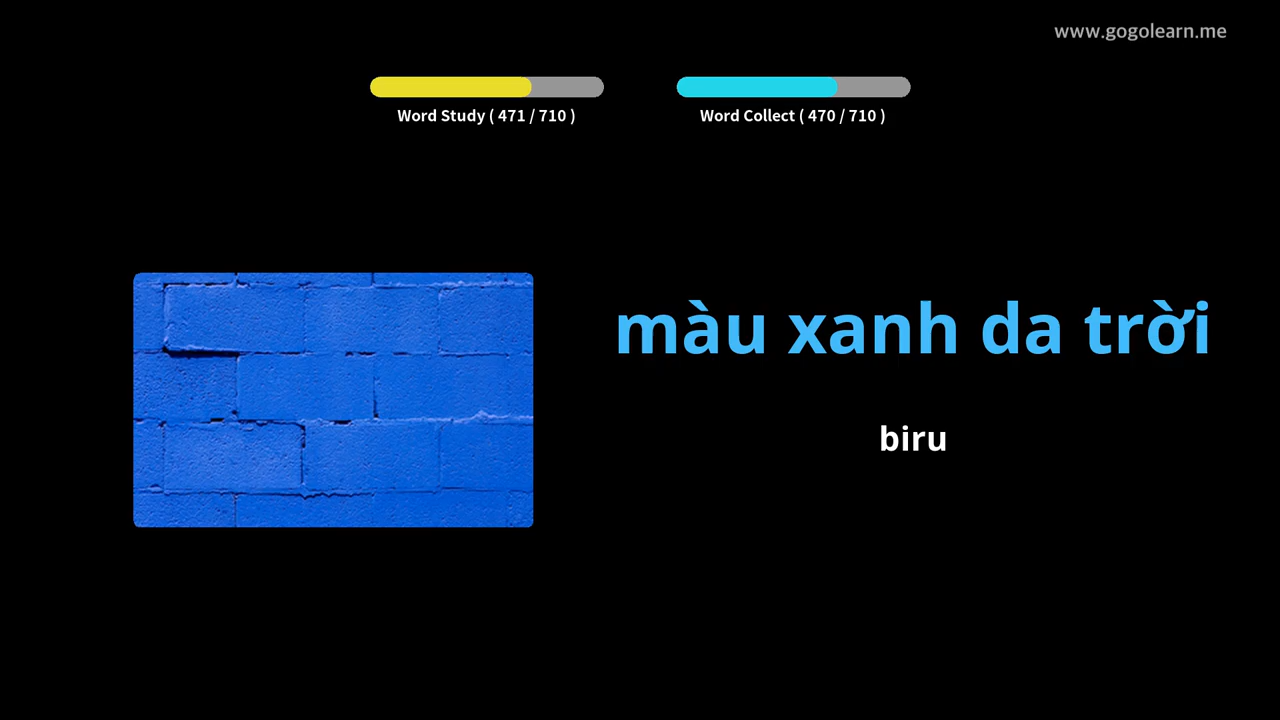 www.gogolearn.me
Word Study ( 471 / 710 )
Word Collect ( 470 / 710 )
màu xanh da trời
biru